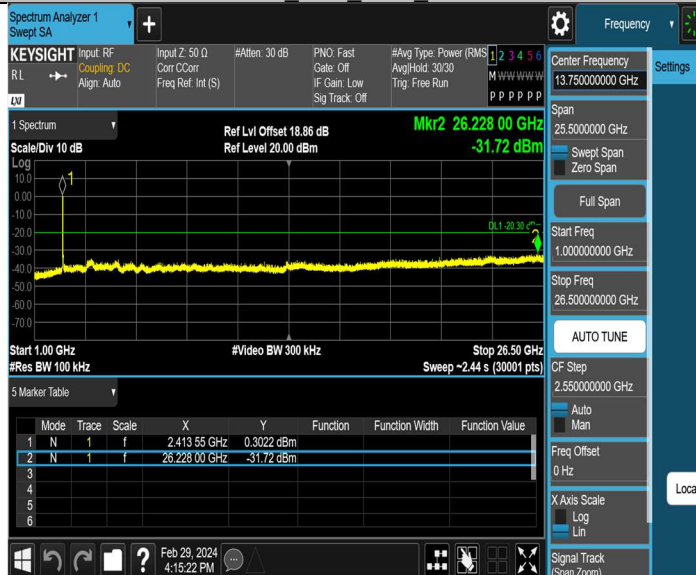 Spectrum Analyzer 1
Swept SA
+
Frequency
KEYSIGHT Input: RF Input Z: 50 Ω #Atten: 30 dB PNO: Fast #Avg Type: Power (RMS 1 2 3 4 5 6
RL Coupling: DC Corr CCorr Gate: Off Avg|Hold: 30/30 M W W W W W
Align: Auto Freq Ref: Int (S) IF Gain: Low Trig: Free Run
LXI Sig Track: Off P P P P P P
Center Frequency
13.750000000 GHz
Settings
Span
25.5000000 GHz
Swept Span
Zero Span
Full Span
Start Freq
1.000000000 GHz
Stop Freq
26.500000000 GHz
AUTO TUNE
CF Step
2.550000000 GHz
Auto
Man
Freq Offset
0 Hz
X Axis Scale
Log
Lin
Signal Track
(Span Zoom)
Loca
1 Spectrum
Scale/Div 10 dB
Ref Lvl Offset 18.86 dB
Ref Level 20.00 dBm
Mkr2 26.228 00 GHz
-31.72 dBm
Log
10.0
0.00
-10.0
-20.0
-30.0
-40.0
-50.0
-60.0
-70.0
1
DL1 -20.30
Start 1.00 GHz #Video BW 300 kHz Stop 26.50 GHz
#Res BW 100 kHz Sweep ~2.44 s (30001 pts)
5 Marker Table
Mode Trace Scale X Y Function Function Width Function Value
1 N 1 f 2.413 55 GHz 0.3022 dBm
2 N 1 f 26.228 00 GHz -31.72 dBm
3
4
5
6
? Feb 29, 2024
4:15:22 PM